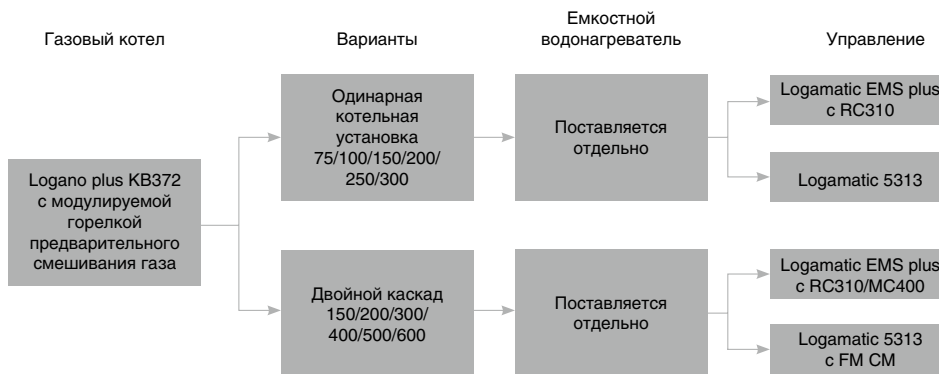 Газовый котел
Варианты
Емкостной
водонагреватель
Управление
Logano plus KB372
с модулируемой
горелкой
предварительного
смешивания газа
Одинарная
котельная
установка
75/100/150/200/
250/300
Поставляется
отдельно
Logamatic EMS plus
с RC310
Logamatic 5313
Двойной каскад
150/200/300/
400/500/600
Поставляется
отдельно
Logamatic EMS plus
с RC310/MC400
Logamatic 5313
с FM CM